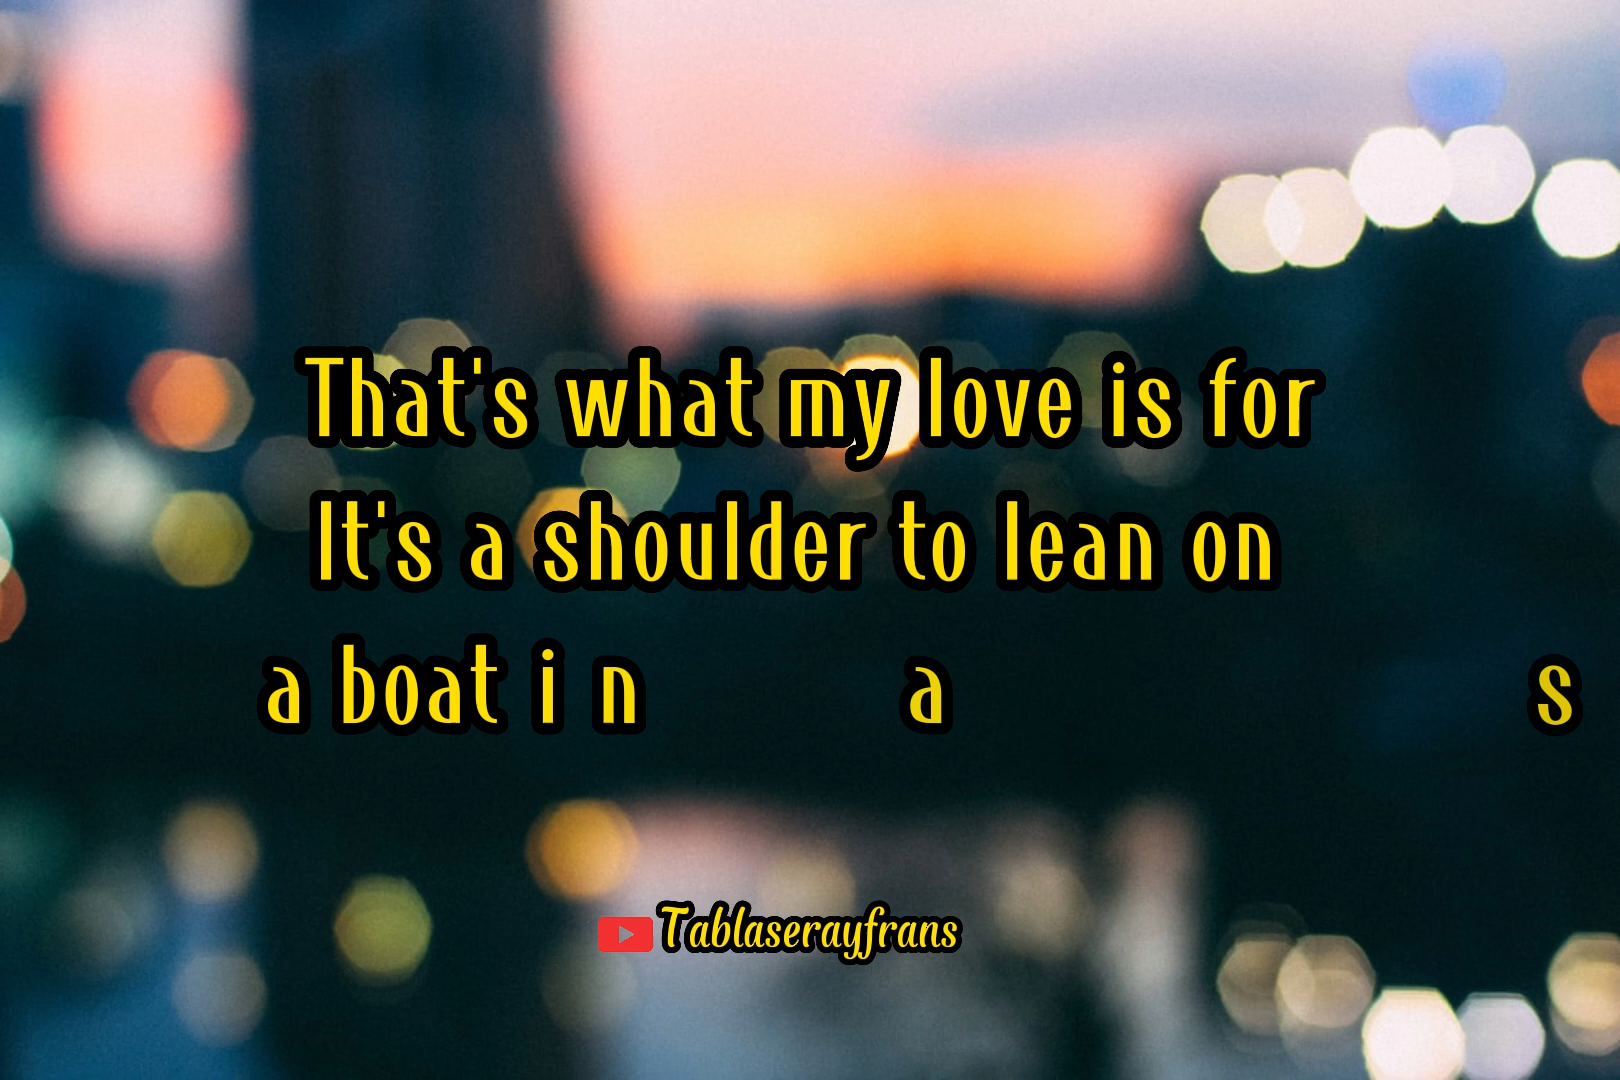 That's what my love is for
It's a shoulder to lean on
a boat i n a s
Tablaserayfrans